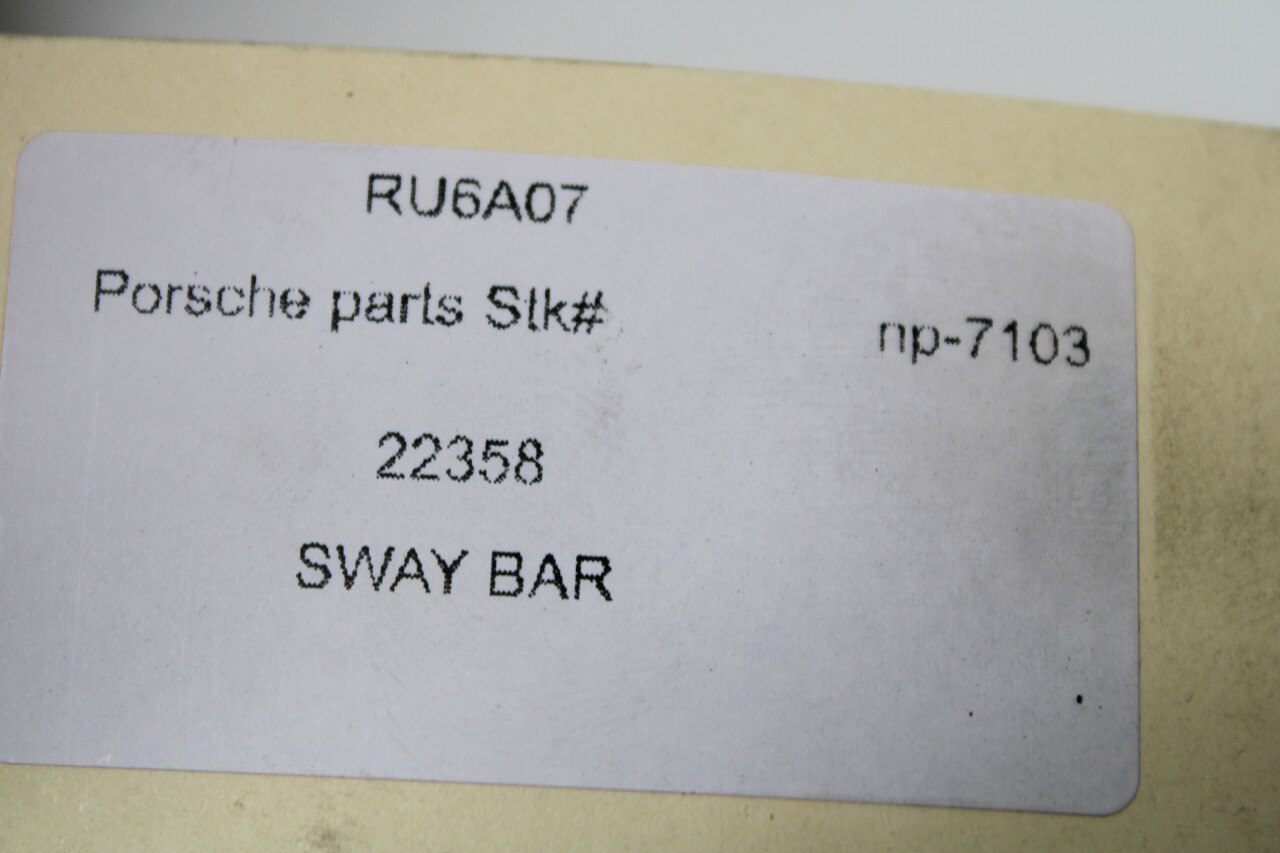 RU6A07
Porsche parts Stk# np-7103
22358
SWAY BAR